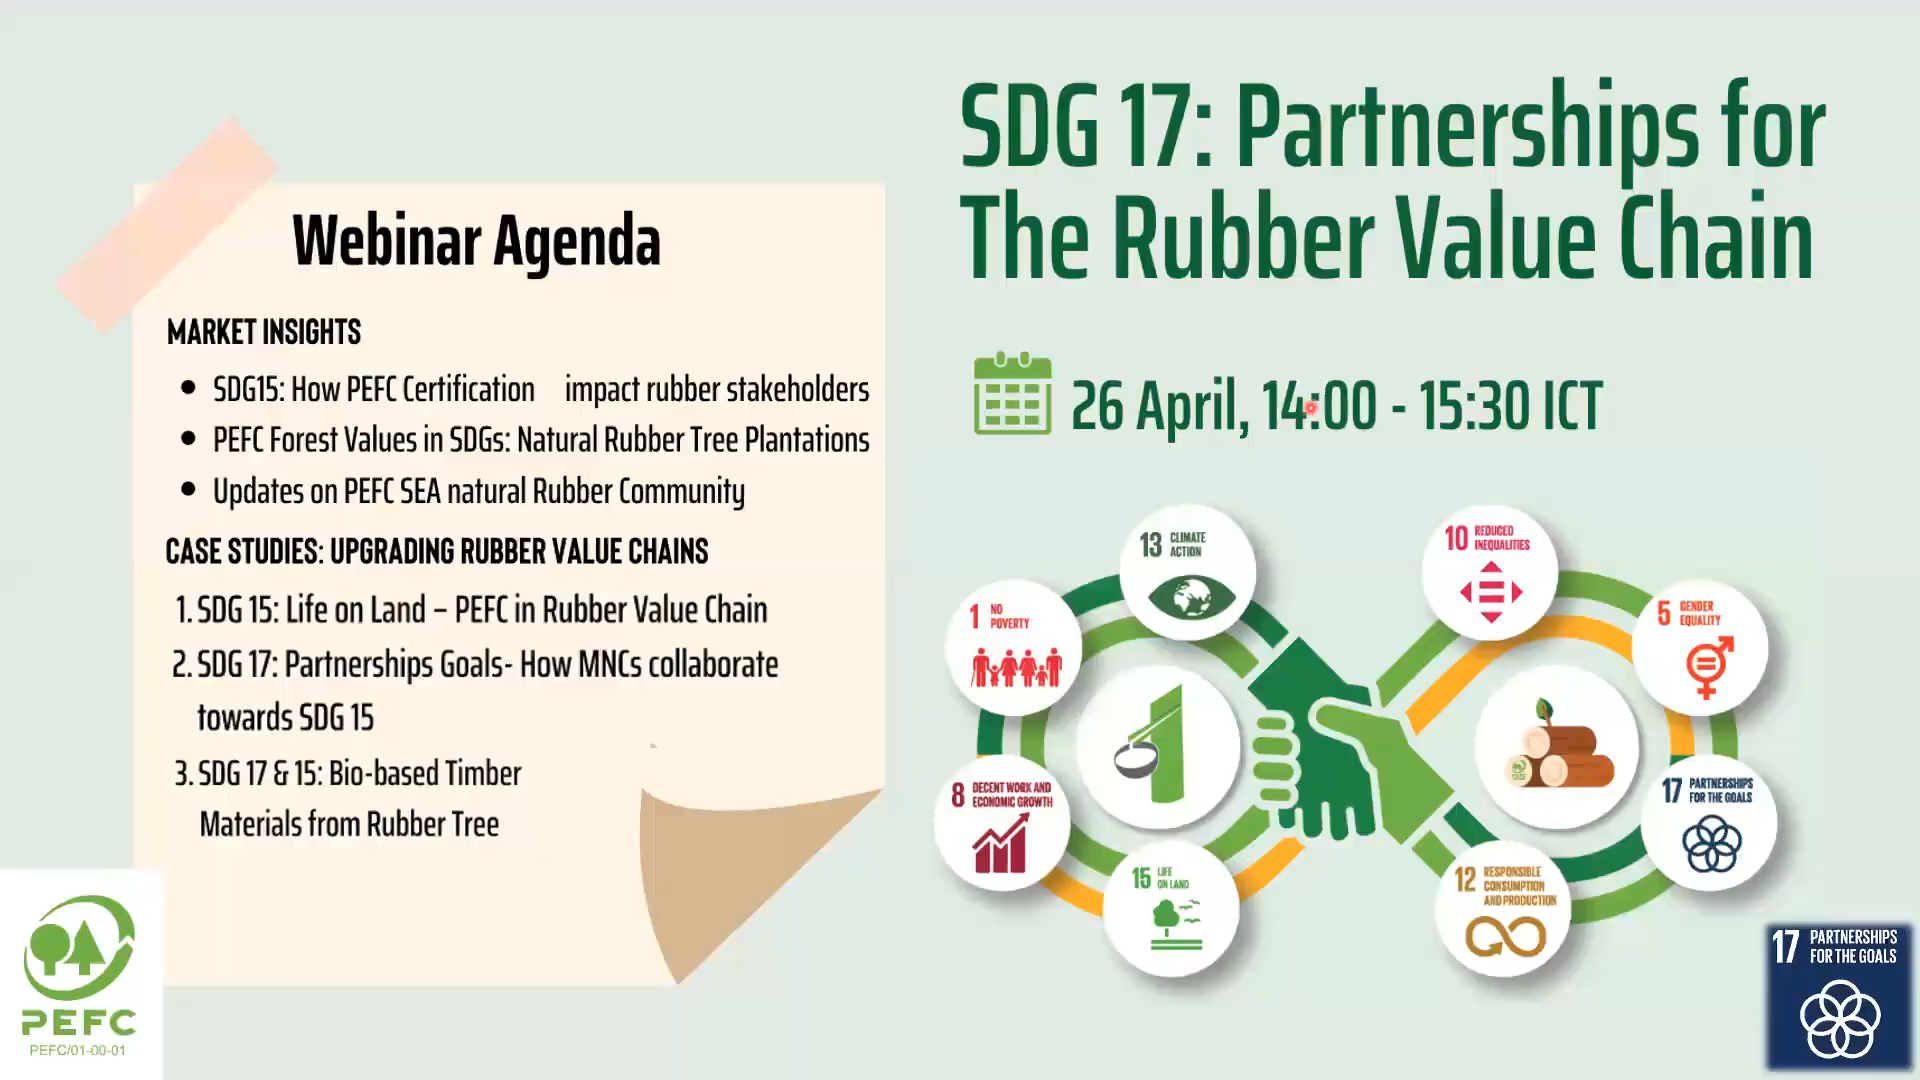 SDG 17: Partnerships for
The Rubber Value Chain
26 April, 14:00 - 15:30 ICT
Webinar Agenda
MARKET INSIGHTS
SDG15: How PEFC Certification impact rubber stakeholders
PEFC Forest Values in SDGs: Natural Rubber Tree Plantations
Updates on PEFC SEA natural Rubber Community
CASE STUDIES: UPGRADING RUBBER VALUE CHAINS
1. SDG 15: Life on Land – PEFC in Rubber Value Chain
2. SDG 17: Partnerships Goals- How MNCs collaborate
towards SDG 15
3. SDG 17 & 15: Bio-based Timber
Materials from Rubber Tree
13 CLIMATE
ACTION
10 REDUCED
INEQUALITIES
1 NO
POVERTY
5 GENDER
EQUALITY
8 DECENT WORK AND
ECONOMIC GROWTH
17 PARTNERSHIPS
FOR THE GOALS
15 LIFE
ON LAND
12 RESPONSIBLE
CONSUMPTION
AND PRODUCTION
PEFC
PEFC/01-00-01
17 PARTNERSHIPS
FOR THE GOALS